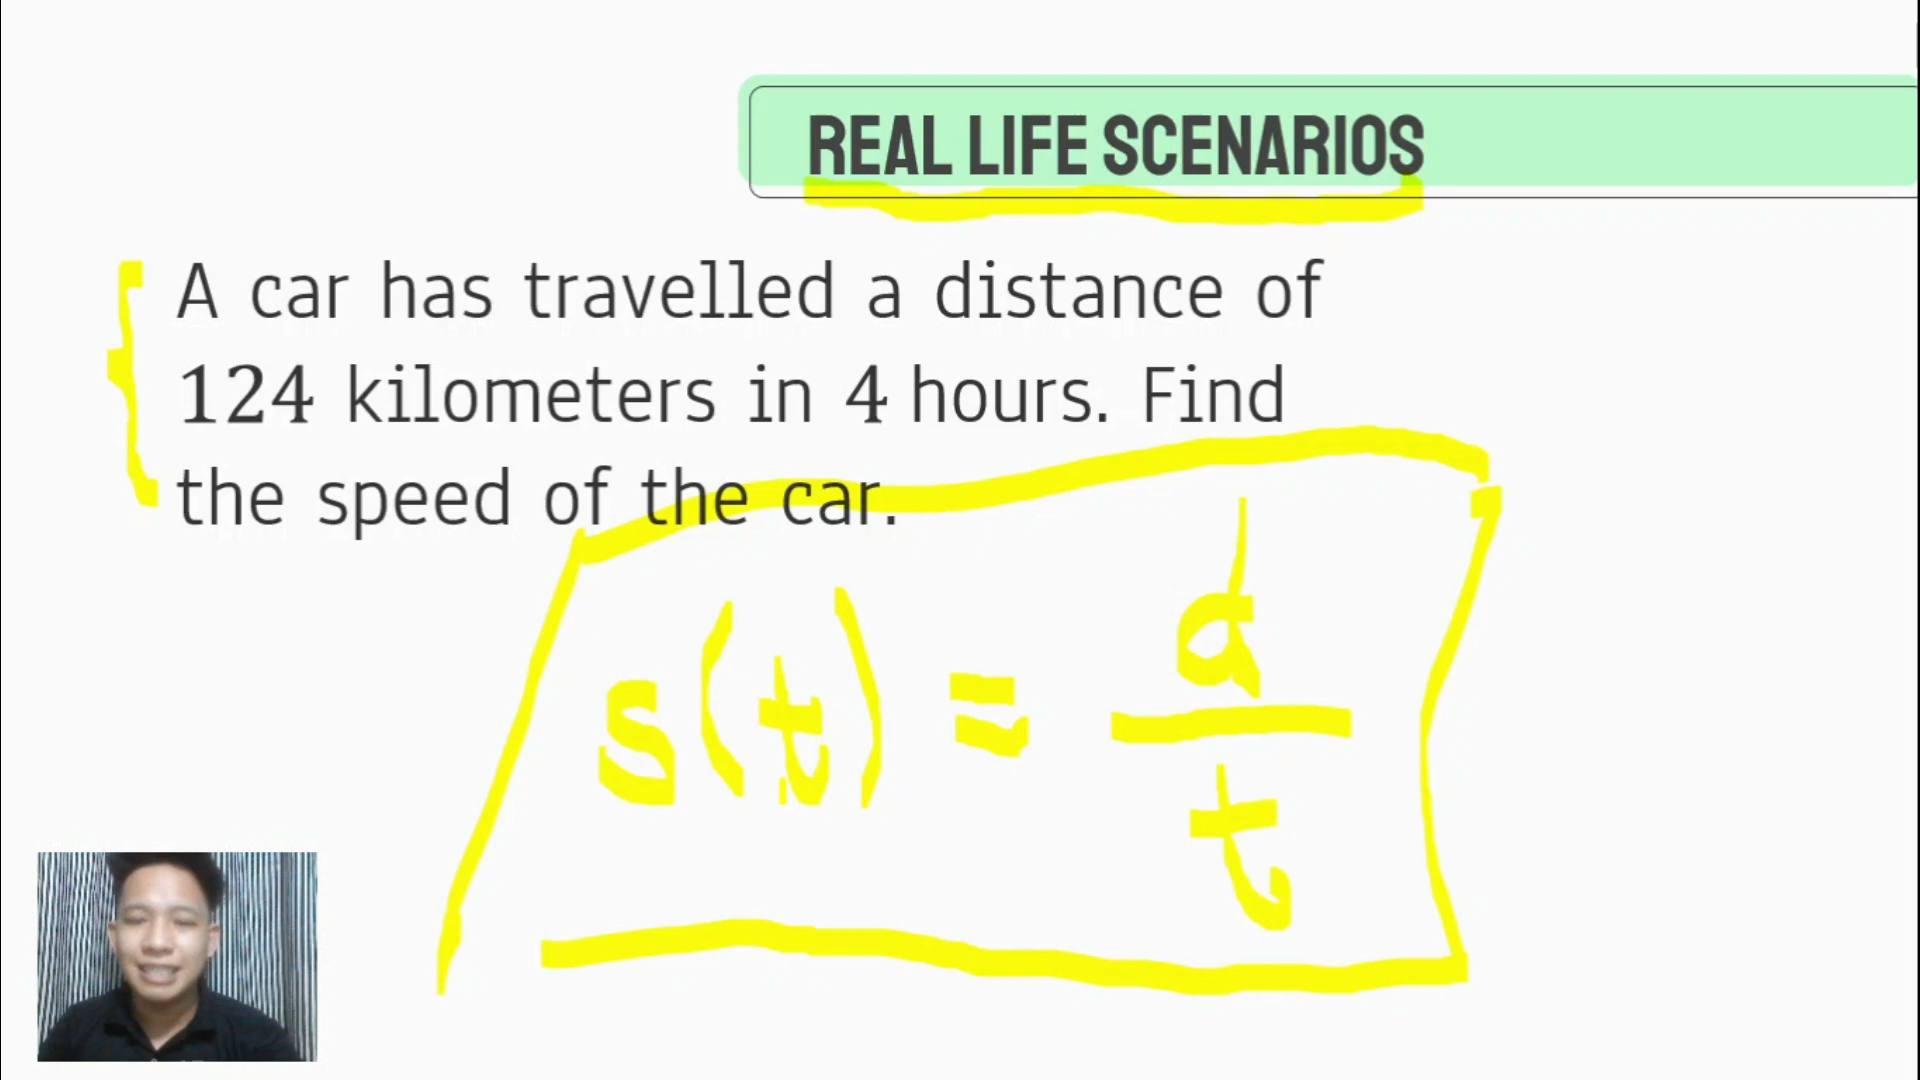 REAL LIFE SCENARIOS
A car has travelled a distance of
124 kilometers in 4 hours. Find
the speed of the car.
s(t) = d/t